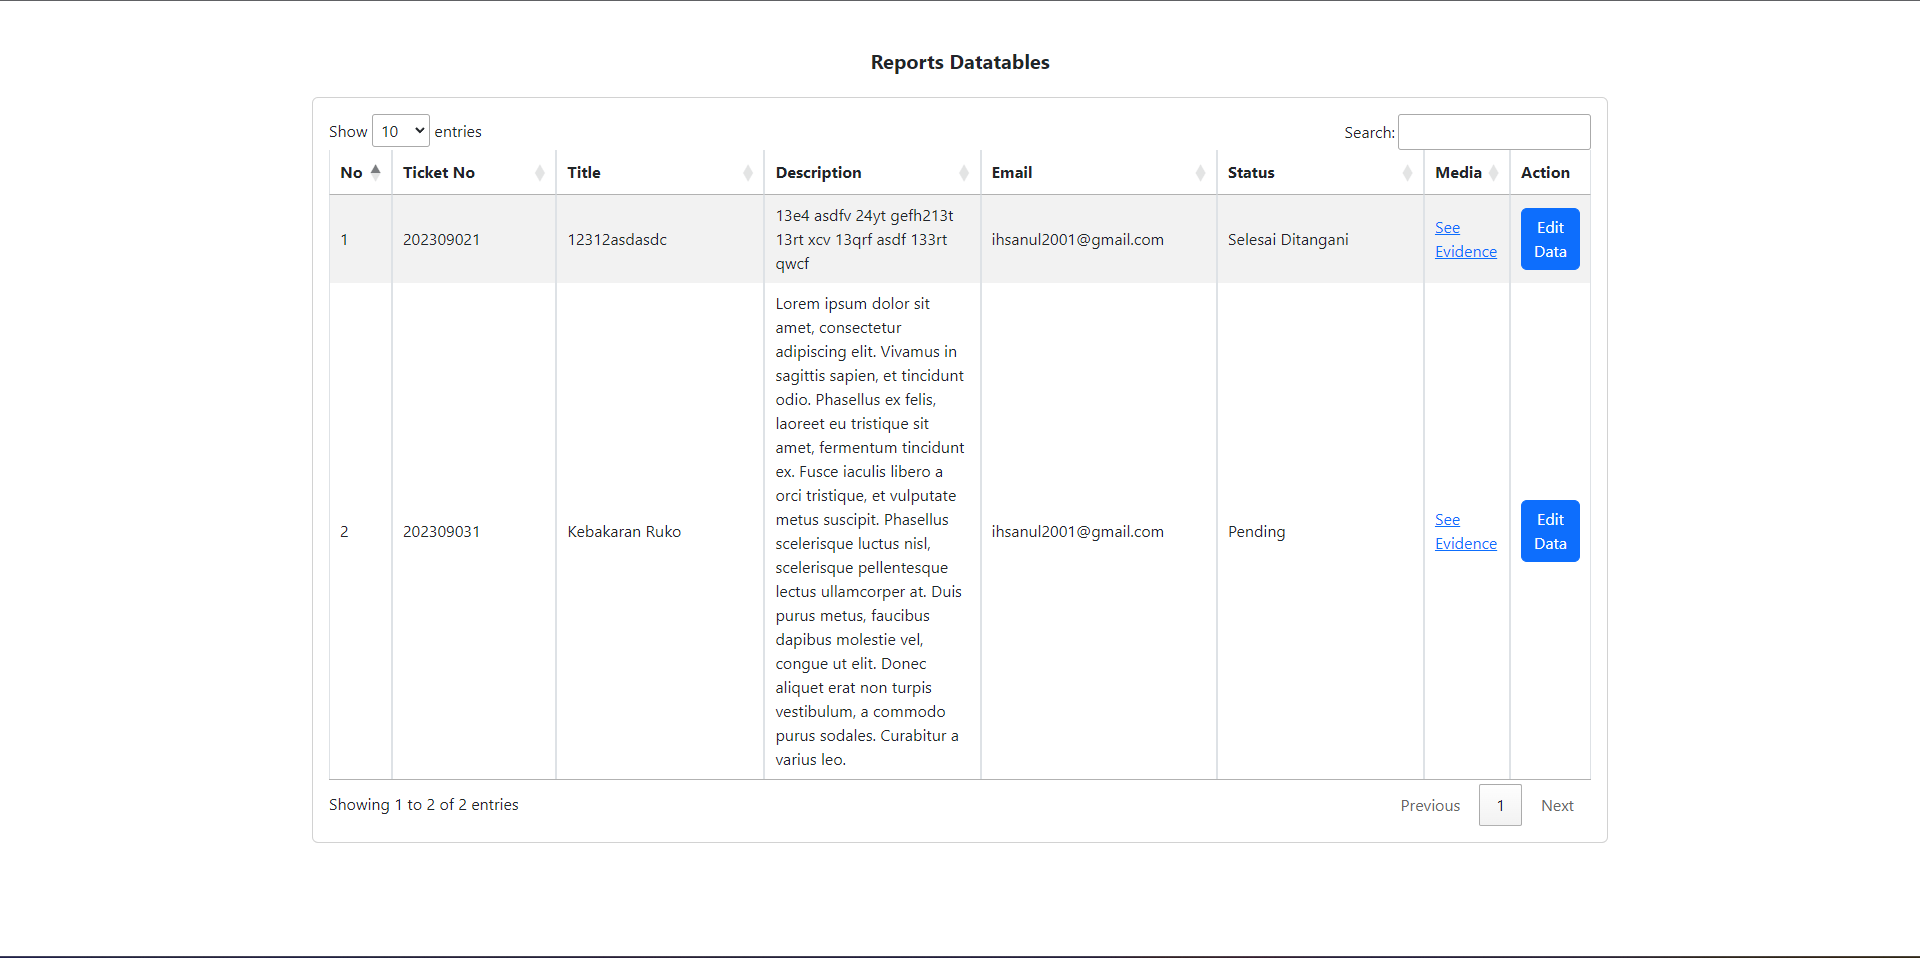 Reports Datatables
Show 10 entries
Search:
No Ticket No Title Description Email Status Media Action
1
202309021
12312asdasdc
13e4 asdfv 24yt gefh213t
13rt xcv 13qrf asdf 133rt
qwcf
ihsanul2001@gmail.com
Selesai Ditangani
See
Evidence
Edit
Data
2
202309031
Kebakaran Ruko
Lorem ipsum dolor sit
amet, consectetur
adipiscing elit. Vivamus in
sagittis sapien, et tincidunt
odio. Phasellus ex felis,
laoreet eu tristique sit
amet, fermentum tincidunt
ex. Fusce iaculis libero a
orci tristique, et vulputate
metus suscipit. Phasellus
scelerisque luctus nisl,
scelerisque pellentesque
lectus ullamcorper at. Duis
purus metus, faucibus
dapibus molestie vel,
congue ut elit. Donec
aliquet erat non turpis
vestibulum, a commodo
purus sodales. Curabitur a
varius leo.
ihsanul2001@gmail.com
Pending
See
Evidence
Edit
Data
Showing 1 to 2 of 2 entries
Previous 1 Next